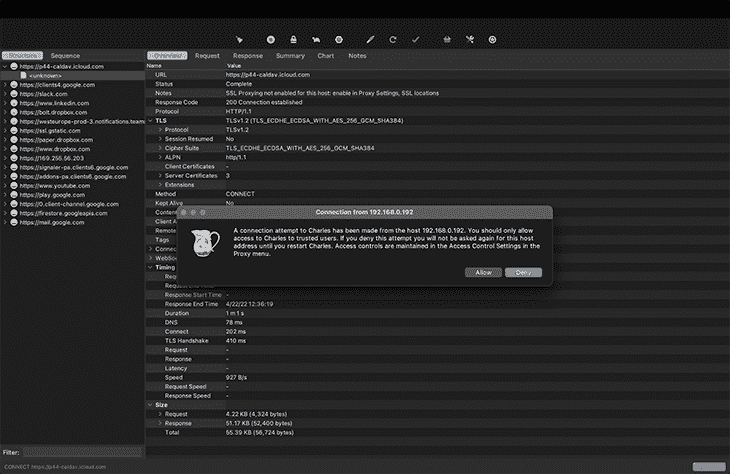 Structure Sequence
https://p44-caldav.icloud.com
<unknown>
https://clients4.google.com
https://slack.com
https://www.linkedin.com
https://bolt.dropbox.com
https://westeurope-prod-3.notifications.teams
https://ssl.gstatic.com
https://paper.dropbox.com
https://www.dropbox.com
https://169.255.56.203
https://signaler-pa.clients6.google.com
https://addons-pa.clients6.google.com
https://www.youtube.com
https://play.google.com
https://0.client-channel.google.com
https://firestore.googleapis.com
https://mail.google.com
Filter:
CONNECT https://p44-caldav.icloud.com
Overview Request Response Summary Chart Notes
Name Value
URL https://p44-caldav.icloud.com
Status Complete
Notes SSL Proxying not enabled for this host: enable in Proxy Settings, SSL locations
Response Code 200 Connection established
Protocol HTTP/1.1
TLS TLSv1.2 (TLS_ECDHE_ECDSA_WITH_AES_256_GCM_SHA384)
Protocol TLSv1.2
Session Resumed No
Cipher Suite TLS_ECDHE_ECDSA_WITH_AES_256_GCM_SHA384
ALPN http/1.1
Client Certificates -
Server Certificates 3
Extensions
Method CONNECT
Kept Alive No
Content
Client A
Remote
Tags
Connec
WebSoc
Timing
Requ
Response Start Time -
Response End Time 4/22/22 12:36:19
Duration 1 m 1 s
DNS 78 ms
Connect 202 ms
TLS Handshake 410 ms
Request -
Response -
Latency -
Speed 927 B/s
Request Speed -
Response Speed -
Size
Request 4.22 KB (4,324 bytes)
Response 51.17 KB (52,400 bytes)
Total 55.39 KB (56,724 bytes)
Connection from 192.168.0.192
A connection attempt to Charles has been made from the host 192.168.0.192. You should only allow
access to Charles to trusted users. If you deny this attempt you will not be asked again for this host
address until you restart Charles. Access controls are maintained in the Access Control Settings in the
Proxy menu.
Allow Deny